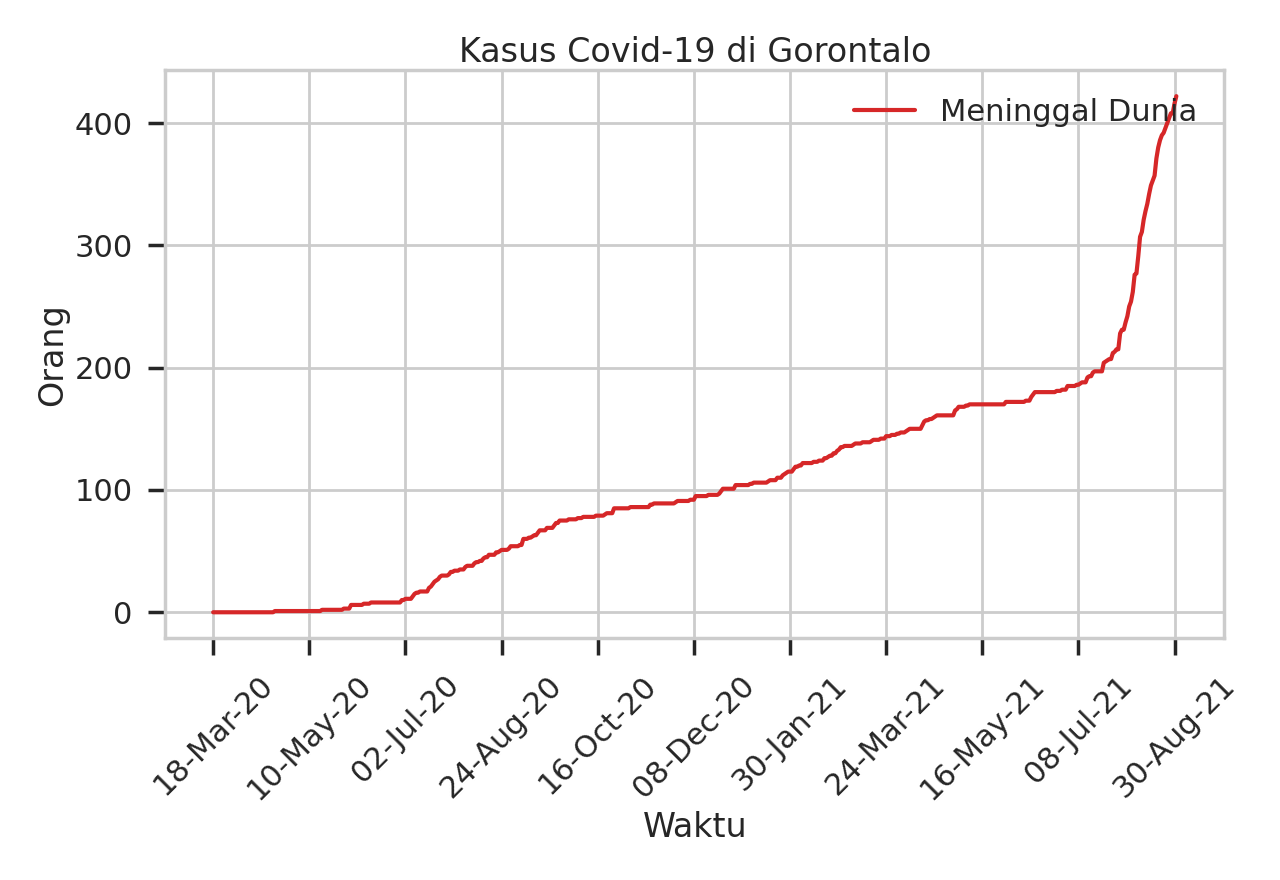 Kasus Covid-19 di Gorontalo
Meninggal Dunia
400
300
200
100
0
Orang
18-Mar-20
10-May-20
02-Jul-20
24-Aug-20
16-Oct-20
08-Dec-20
30-Jan-21
24-Mar-21
16-May-21
08-Jul-21
30-Aug-21
Waktu